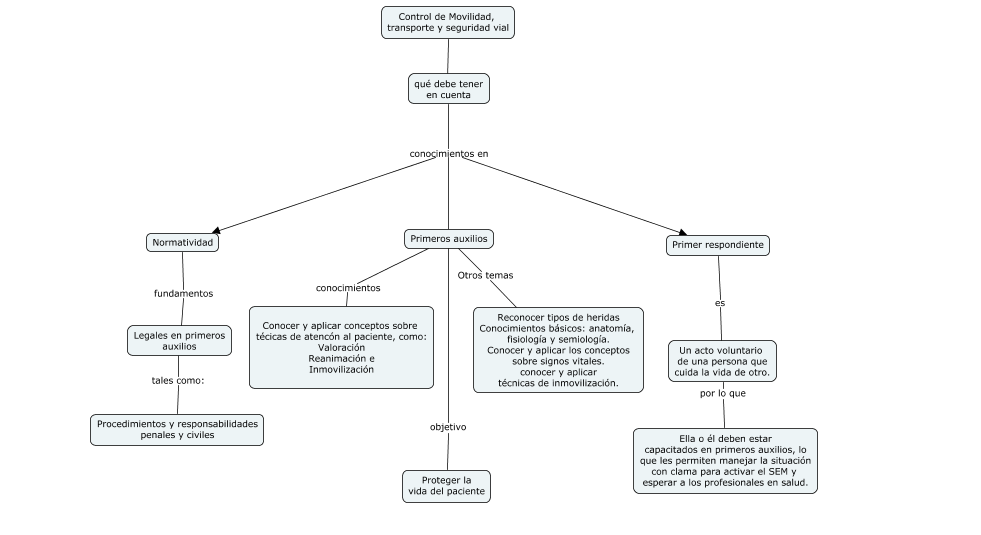 Control de Movilidad,
transporte y seguridad vial
qué debe tener
en cuenta
conocimientos en
Normatividad
Primeros auxilios
Primer respondiente
fundamentos
conocimientos
Otros temas
es
Legales en primeros
auxilios
Conocer y aplicar conceptos sobre
técicas de atencón al paciente, como:
Valoración
Reanimación e
Inmovilización
Reconocer tipos de heridas
Conocimientos básicos: anatomía,
fisiología y semiología.
Conocer y aplicar los conceptos
sobre signos vitales.
conocer y aplicar
técnicas de inmovilización.
Un acto voluntario
de una persona que
cuida la vida de otro.
tales como:
por lo que
Procedimientos y responsabilidades
penales y civiles
objetivo
Ella o él deben estar
capacitados en primeros auxilios, lo
que les permiten manejar la situación
con clama para activar el SEM y
esperar a los profesionales en salud.
Proteger la
vida del paciente